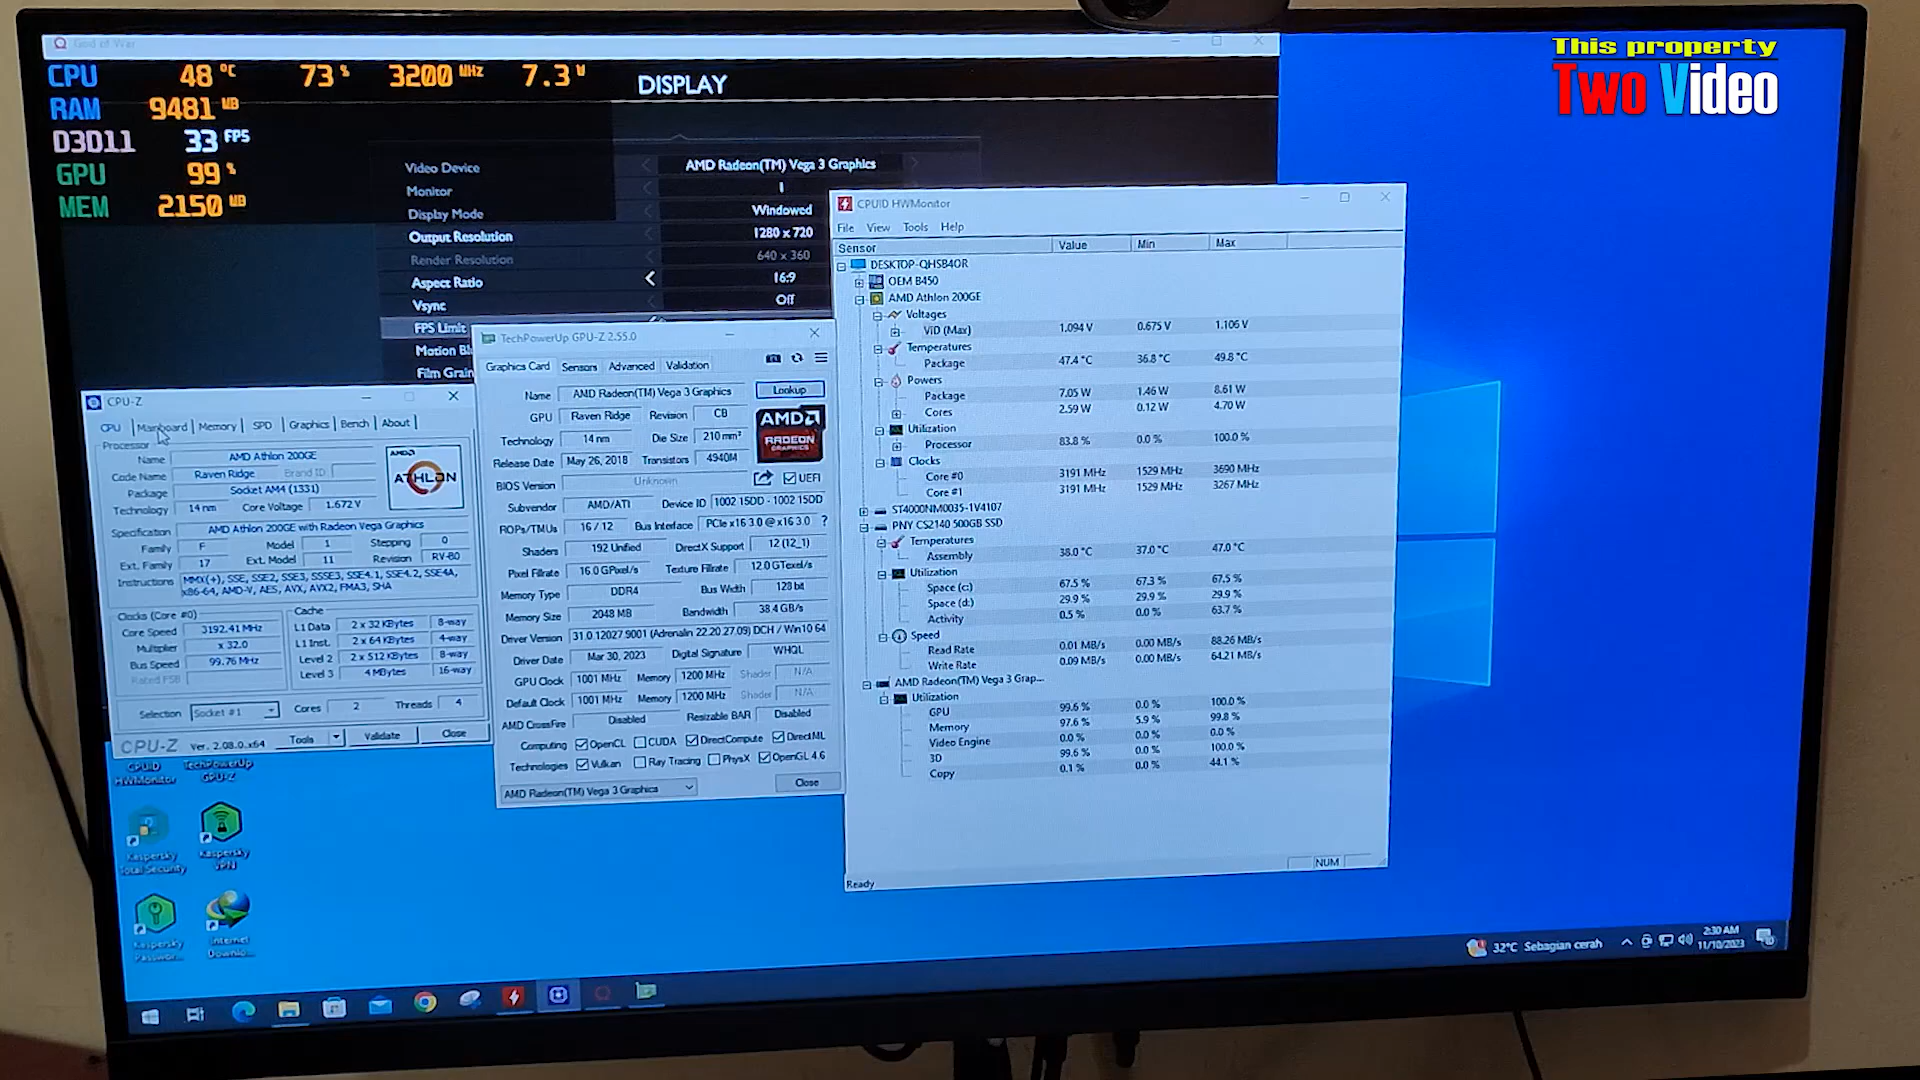 This property
Two Video
God of War
CPU 48 °C 73 % 3200 MHz 7.3 W
RAM 9481 MB
D3D11 33 FPS
GPU 99 %
MEM 2150 MB
DISPLAY
Video Device AMD Radeon(TM) Vega 3 Graphics
Monitor 1
Display Mode Windowed
Output Resolution 1280 x 720
Render Resolution 640 x 360
Aspect Ratio 16:9
Vsync Off
FPS Limit
Motion Bl
Film Grain
CPU-Z
CPU Mainboard Memory SPD Graphics Bench About
Processor
Name AMD Athlon 200GE
Code Name Raven Ridge Brand ID
Package Socket AM4 (1331)
Technology 14 nm Core Voltage 1.672 V
AMD ATHLON
Specification AMD Athlon 200GE with Radeon Vega Graphics
Family F Model 1 Stepping 0
Ext. Family 17 Ext. Model 11 Revision RV-B0
Instructions MMX(+), SSE, SSE2, SSE3, SSSE3, SSE4.1, SSE4.2, SSE4A,
x86-64, AMD-V, AES, AVX, AVX2, FMA3, SHA
Clocks (Core #0)
Core Speed 3192.41 MHz
Multiplier x 32.0
Bus Speed 99.76 MHz
Rated FSB
Cache
L1 Data 2 x 32 KBytes 8-way
L1 Inst. 2 x 64 KBytes 4-way
Level 2 2 x 512 KBytes 8-way
Level 3 4 MBytes 16-way
Selection Socket #1 Cores 2 Threads 4
CPU-Z Ver. 2.08.0.x64 Tools Validate Close
TechPowerUp GPU-Z 2.55.0
Graphics Card Sensors Advanced Validation
Name AMD Radeon(TM) Vega 3 Graphics Lookup
GPU Raven Ridge Revision CB
Technology 14 nm Die Size 210 mm²
Release Date May 26, 2018 Transistors 4940M
AMD RADEON GRAPHICS
BIOS Version Unknown UEFI
Subvendor AMD/ATI Device ID 1002 15DD - 1002 15DD
ROPs/TMUs 16 / 12 Bus Interface PCIe x16 3.0 @ x16 3.0 ?
Shaders 192 Unified DirectX Support 12 (12_1)
Pixel Fillrate 16.0 GPixel/s Texture Fillrate 12.0 GTexel/s
Memory Type DDR4 Bus Width 128 bit
Memory Size 2048 MB Bandwidth 38.4 GB/s
Driver Version 31.0.12027.9001 (Adrenalin 22.20.27.09) DCH / Win10 64
Driver Date Mar 30, 2023 Digital Signature WHQL
GPU Clock 1001 MHz Memory 1200 MHz Shader N/A
Default Clock 1001 MHz Memory 1200 MHz Shader N/A
AMD CrossFire Disabled Resizable BAR Disabled
Computing OpenCL CUDA DirectCompute DirectML
Technologies Vulkan Ray Tracing PhysX OpenGL 4.6
AMD Radeon(TM) Vega 3 Graphics Close
CPUID HWMonitor
File View Tools Help
Sensor Value Min Max
DESKTOP-QHSB4OR
OEM B450
AMD Athlon 200GE
Voltages
VID (Max) 1.094 V 0.675 V 1.106 V
Temperatures
Package 47.4 °C 36.8 °C 49.8 °C
Powers
Package 7.05 W 1.46 W 8.61 W
Cores 2.59 W 0.12 W 4.70 W
Utilization
Processor 83.8 % 0.0 % 100.0 %
Clocks
Core #0 3191 MHz 1529 MHz 3690 MHz
Core #1 3191 MHz 1529 MHz 3267 MHz
ST4000NM0035-1V4107
PNY CS2140 500GB SSD
Temperatures
Assembly 38.0 °C 37.0 °C 47.0 °C
Utilization
Space (c:) 67.5 % 67.3 % 67.5 %
Space (d:) 29.9 % 29.9 % 29.9 %
Activity 0.5 % 0.0 % 63.7 %
Speed
Read Rate 0.01 MB/s 0.00 MB/s 88.26 MB/s
Write Rate 0.09 MB/s 0.00 MB/s 64.21 MB/s
AMD Radeon(TM) Vega 3 Grap...
Utilization
GPU 99.6 % 0.0 % 100.0 %
Memory 97.6 % 5.9 % 99.8 %
Video Engine 0.0 % 0.0 % 0.0 %
3D 99.6 % 0.0 % 100.0 %
Copy 0.1 % 0.0 % 44.1 %
Ready NUM
CPUID HWMonitor
TechPowerUp GPU-Z
Kaspersky Total Security
Kaspersky VPN
Kaspersky Passwor...
Internet Downlo...
32°C Sebagian cerah
2:30 AM
11/10/2023